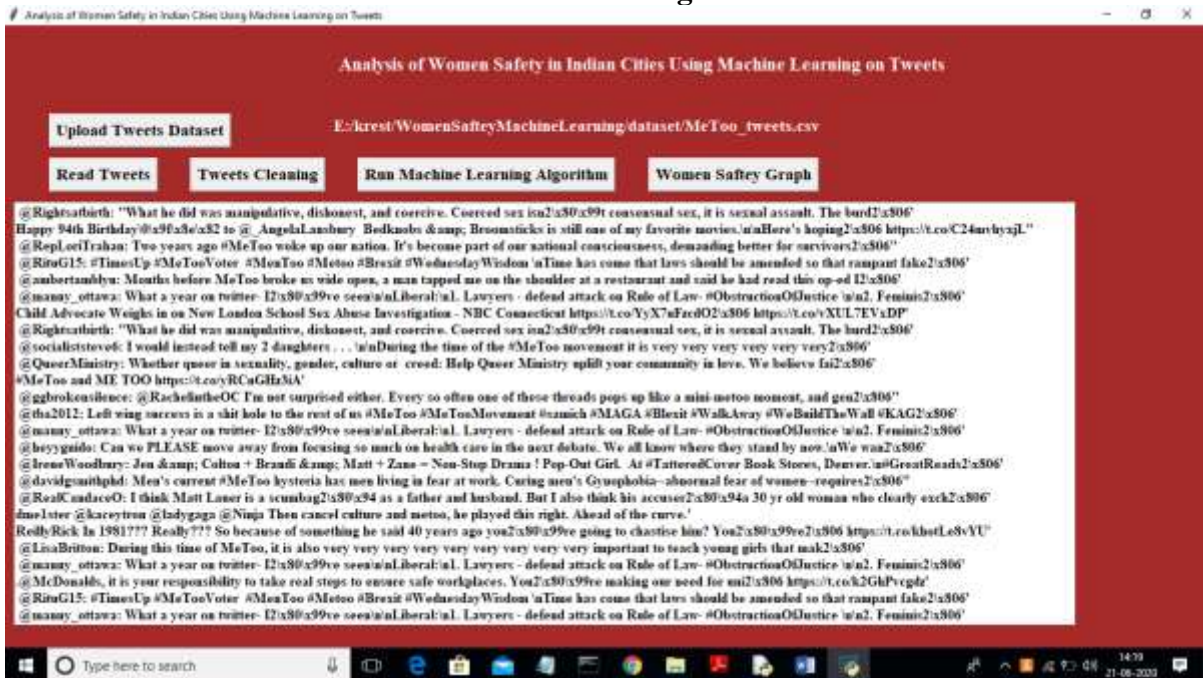 Analysis of Women Safety in Indian Cities Using Machine Learning on Tweets
Analysis of Women Safety in Indian Cities Using Machine Learning on Tweets
Upload Tweets Dataset
E:/krest/WomenSafteyMachineLearning/dataset/MeToo_tweets.csv
Read Tweets
Tweets Cleaning
Run Machine Learning Algorithm
Women Saftey Graph
@Rightsatbirth: "What he did was manipulative, dishonest, and coercive. Coerced sex isn2\x80\x99t consensual sex, it is sexual assault. The burd2\x806'
Happy 94th Birthday\x9f\x8e\x82 to @_AngelaLansbury Bedknobs &amp; Broomsticks is still one of my favorite movies.\n\nHere's hoping2\x806 https://t.co/C24mvhyxjL"
@RepLoriTrahan: Two years ago #MeToo woke up our nation. It's become part of our national consciousness, demanding better for survivors2\x806"
@RituG15: #TimesUp #MeTooVoter #MenToo #Metoo #Brexit #WednesdayWisdom \nTime has come that laws should be amended so that rampant fake2\x806'
@ambertamblyn: Months before MeToo broke us wide open, a man tapped me on the shoulder at a restaurant and said he had read this op-ed I2\x806'
@manny_ottawa: What a year on twitter- I2\x80\x99ve seen\n\nLiberal:\n1. Lawyers - defend attack on Rule of Law- #ObstructionOfJustice \n\n2. Feminis2\x806'
Child Advocate Weighs in on New London School Sex Abuse Investigation - NBC Connecticut https://t.co/YyX7uFzcdO2\x806 https://t.co/vXUL7EVxDP'
@Rightsatbirth: "What he did was manipulative, dishonest, and coercive. Coerced sex isn2\x80\x99t consensual sex, it is sexual assault. The burd2\x806'
@socialiststeve6: I would instead tell my 2 daughters . . . \n\nDuring the time of the #MeToo movement it is very very very very very very2\x806'
@QueerMinistry: Whether queer in sexuality, gender, culture or creed: Help Queer Ministry uplift your community in love. We believe fai2\x806'
#MeToo and ME TOO https://t.co/yRCuGHz3iA'
@ggbrokensilence: @RachelintheOC I'm not surprised either. Every so often one of these threads pops up like a mini-metoo moment, and gen2\x806"
@tha2012: Left wing success is a shit hole to the rest of us #MeToo #MeTooMovement #samich #MAGA #Blexit #WalkAway #WeBuildTheWall #KAG2\x806'
@manny_ottawa: What a year on twitter- I2\x80\x99ve seen\n\nLiberal:\n1. Lawyers - defend attack on Rule of Law- #ObstructionOfJustice \n\n2. Feminis2\x806'
@heyyguido: Can we PLEASE move away from focusing so much on health care in the next debate. We all know where they stand by now.\nWe wan2\x806'
@IreneWoodbury: Jen &amp; Colton + Brandi &amp; Matt + Zane = Non-Stop Drama ! Pop-Out Girl. At #TatteredCover Book Stores, Denver.\n#GreatReads2\x806'
@davidgsmithphd: Men's current #MeToo hysteria has men living in fear at work. Curing men's Gynophobia--abnormal fear of women--requires2\x806"
@RealCandaceO: I think Matt Lauer is a scumbag2\x80\x94 as a father and husband. But I also think his accuser2\x80\x94a 30 yr old woman who clearly exch2\x806"
dme1ster @kaceytron @ladygaga @Ninja Then cancel culture and metoo, he played this right. Ahead of the curve.'
ReillyRick In 1981??? Really??? So because of something he said 40 years ago you2\x80\x99re going to chastise him? You2\x80\x99re2\x806 https://t.co/khotLe8vYU'
@LisaBritton: During this time of MeToo, it is also very very very very very very very very very important to teach young girls that mak2\x806'
@manny_ottawa: What a year on twitter- I2\x80\x99ve seen\n\nLiberal:\n1. Lawyers - defend attack on Rule of Law- #ObstructionOfJustice \n\n2. Feminis2\x806'
.@McDonalds, it is your responsibility to take real steps to ensure safe workplaces. You2\x80\x99re making our need for uni2\x806 https://t.co/k2GhPvcgdz'
@RituG15: #TimesUp #MeTooVoter #MenToo #Metoo #Brexit #WednesdayWisdom \nTime has come that laws should be amended so that rampant fake2\x806'
@manny_ottawa: What a year on twitter- I2\x80\x99ve seen\n\nLiberal:\n1. Lawyers - defend attack on Rule of Law- #ObstructionOfJustice \n\n2. Feminis2\x806'
Type here to search
14:19
21-06-2020